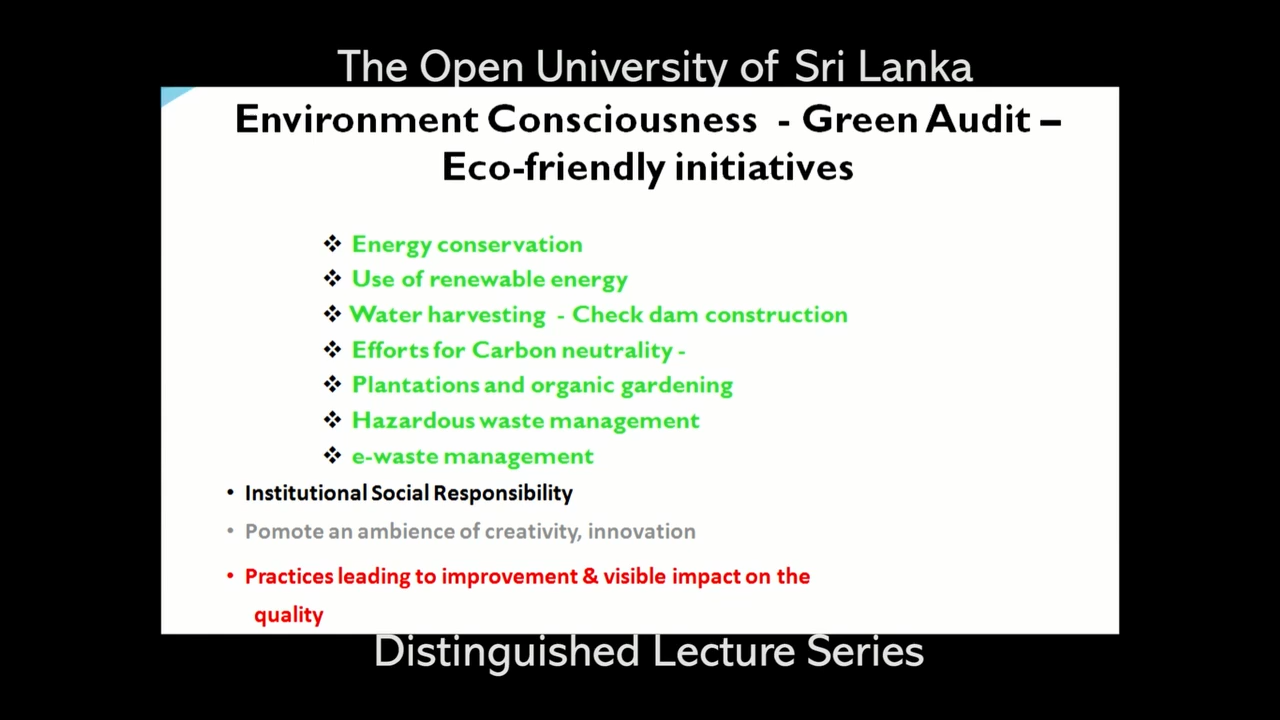 The Open University of Sri Lanka
Environment Consciousness - Green Audit –
Eco-friendly initiatives
❖ Energy conservation
❖ Use of renewable energy
❖ Water harvesting - Check dam construction
❖ Efforts for Carbon neutrality -
❖ Plantations and organic gardening
❖ Hazardous waste management
❖ e-waste management
• Institutional Social Responsibility
• Pomote an ambience of creativity, innovation
• Practices leading to improvement & visible impact on the
quality
Distinguished Lecture Series